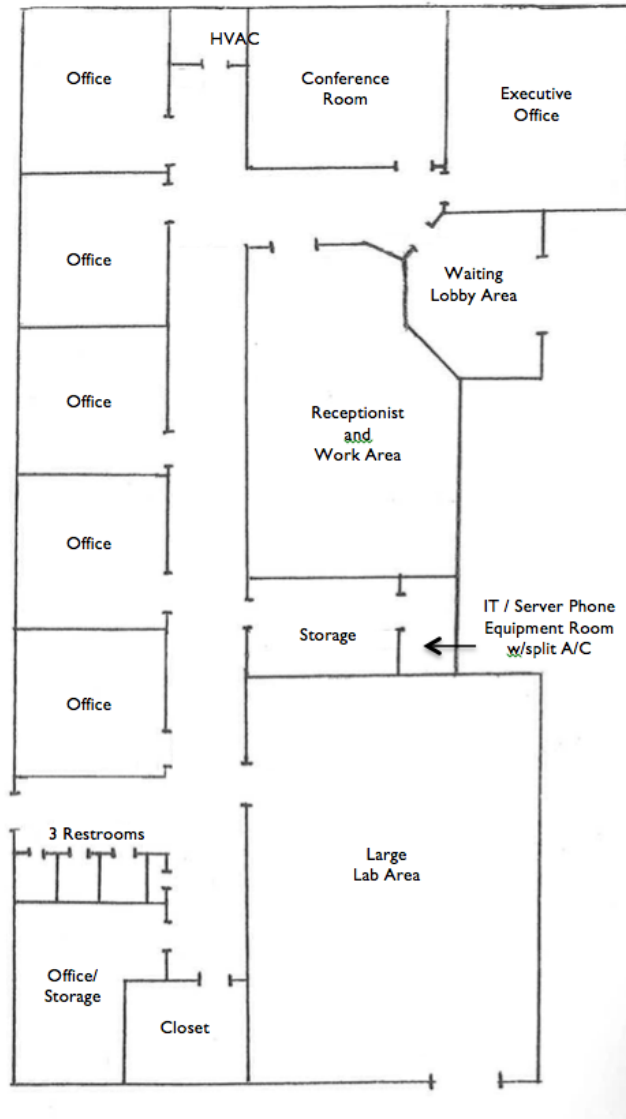 HVAC
Office
Conference
Room
Executive
Office
Office
Waiting
Lobby Area
Office
Receptionist
and
Work Area
Office
IT / Server Phone
Equipment Room
w/split A/C
Storage
Office
3 Restrooms
Large
Lab Area
Office/
Storage
Closet